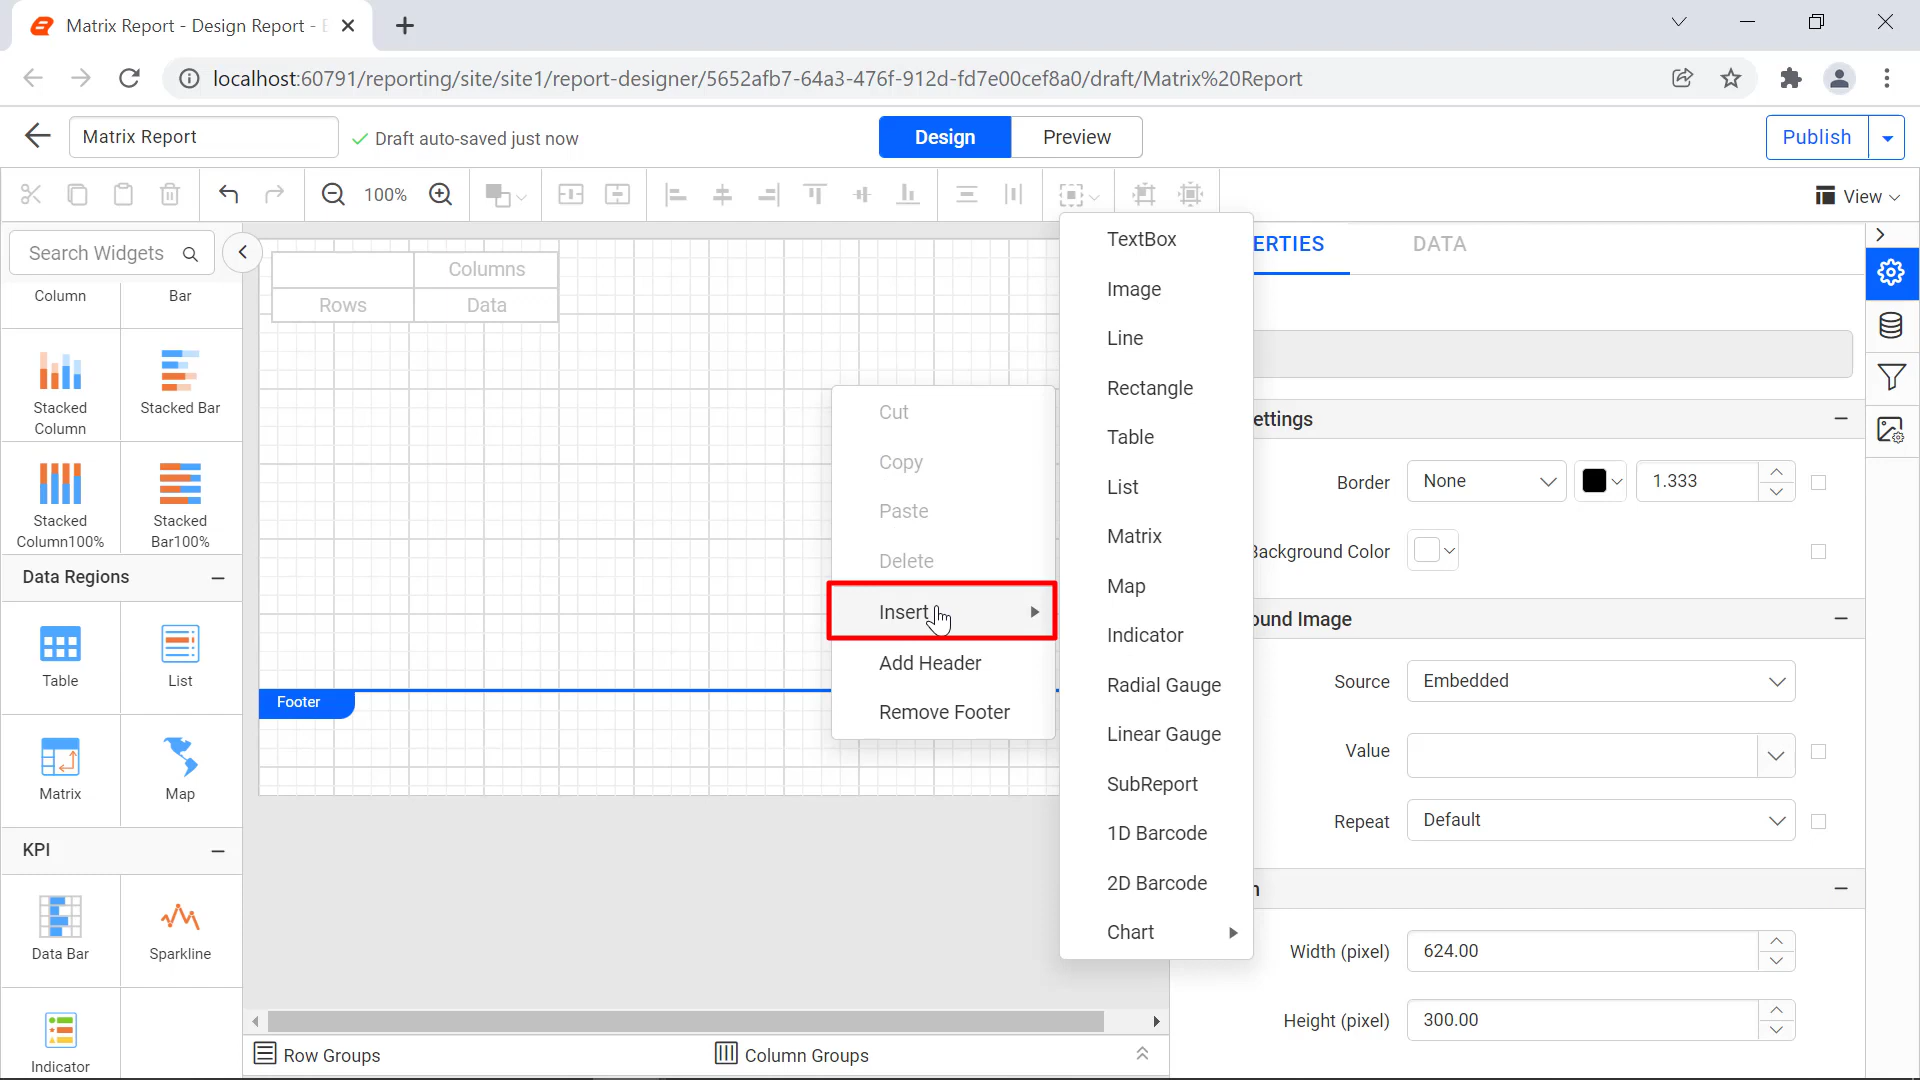 Matrix Report - Design Report -
localhost:60791/reporting/site/site1/report-designer/5652afb7-64a3-476f-912d-fd7e00cef8a0/draft/Matrix%20Report
Matrix Report
Draft auto-saved just now
Design
Preview
Publish
100%
View
Search Widgets
Column
Bar
Stacked
Column
Stacked Bar
Stacked
Column100%
Stacked
Bar100%
Data Regions
Table
List
Matrix
Map
KPI
Data Bar
Sparkline
Indicator
Columns
Rows
Data
Footer
Cut
Copy
Paste
Delete
Insert
Add Header
Remove Footer
TextBox
Image
Line
Rectangle
Table
List
Matrix
Map
Indicator
Radial Gauge
Linear Gauge
SubReport
1D Barcode
2D Barcode
Chart
ERTIES
DATA
ettings
Border
None
1.333
Background Color
ound Image
Source
Embedded
Value
Repeat
Default
n
Width (pixel)
624.00
Height (pixel)
300.00
Row Groups
Column Groups